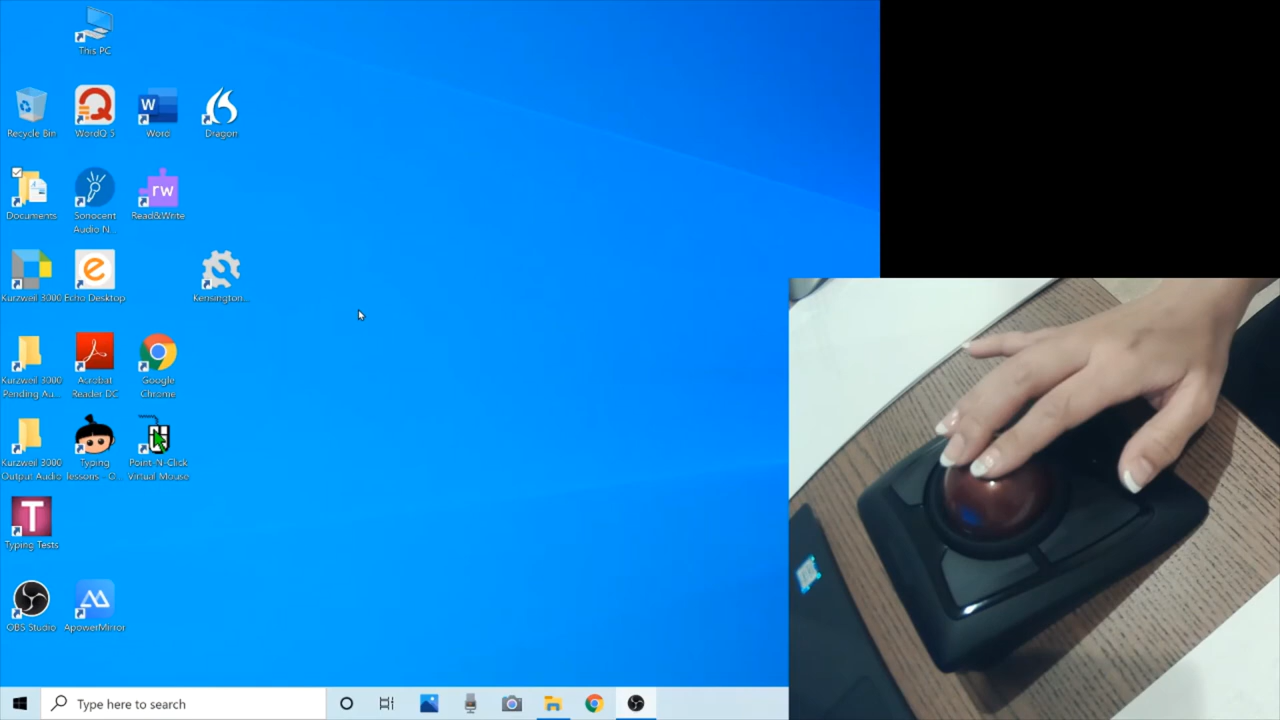 This PC
Recycle Bin
WordQ 5
Word
Dragon
Documents
Sonocent
Audio N...
rw
Read&Write
Kurzweil 3000
Echo Desktop
Kensington...
Kurzweil 3000
Pending Au...
Acrobat
Reader DC
Google
Chrome
Kurzweil 3000
Output Audio
Typing
lessons - O...
Point-N-Click
Virtual Mouse
T
Typing Tests
OBS Studio
ApowerMirror
Type here to search